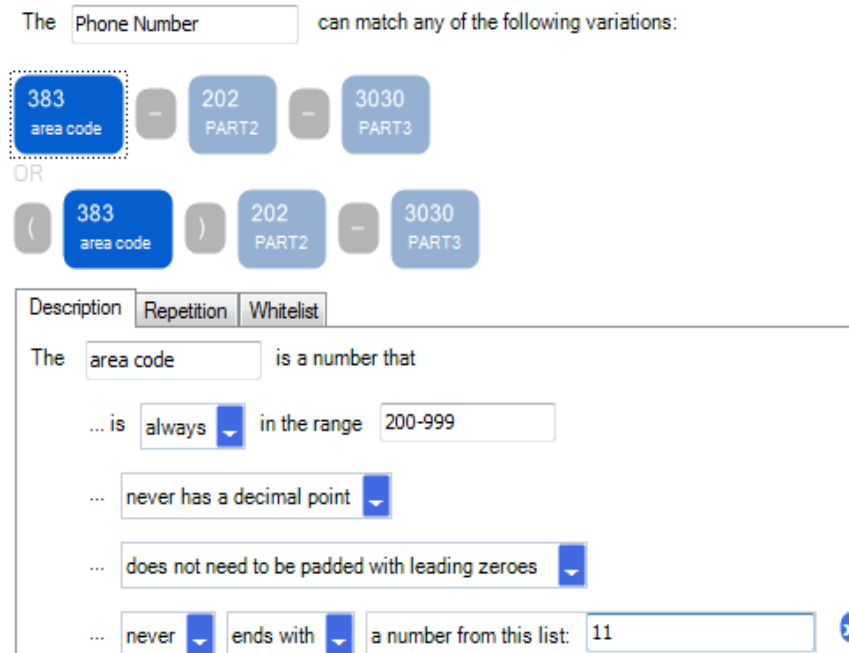 The Phone Number can match any of the following variations:
383 - 202 - 3030
area code PART2 PART3
OR
( 383 ) 202 - 3030
area code PART2 PART3
Description Repetition Whitelist
The area code is a number that
... is always in the range 200-999
... never has a decimal point
... does not need to be padded with leading zeroes
... never ends with a number from this list: 11